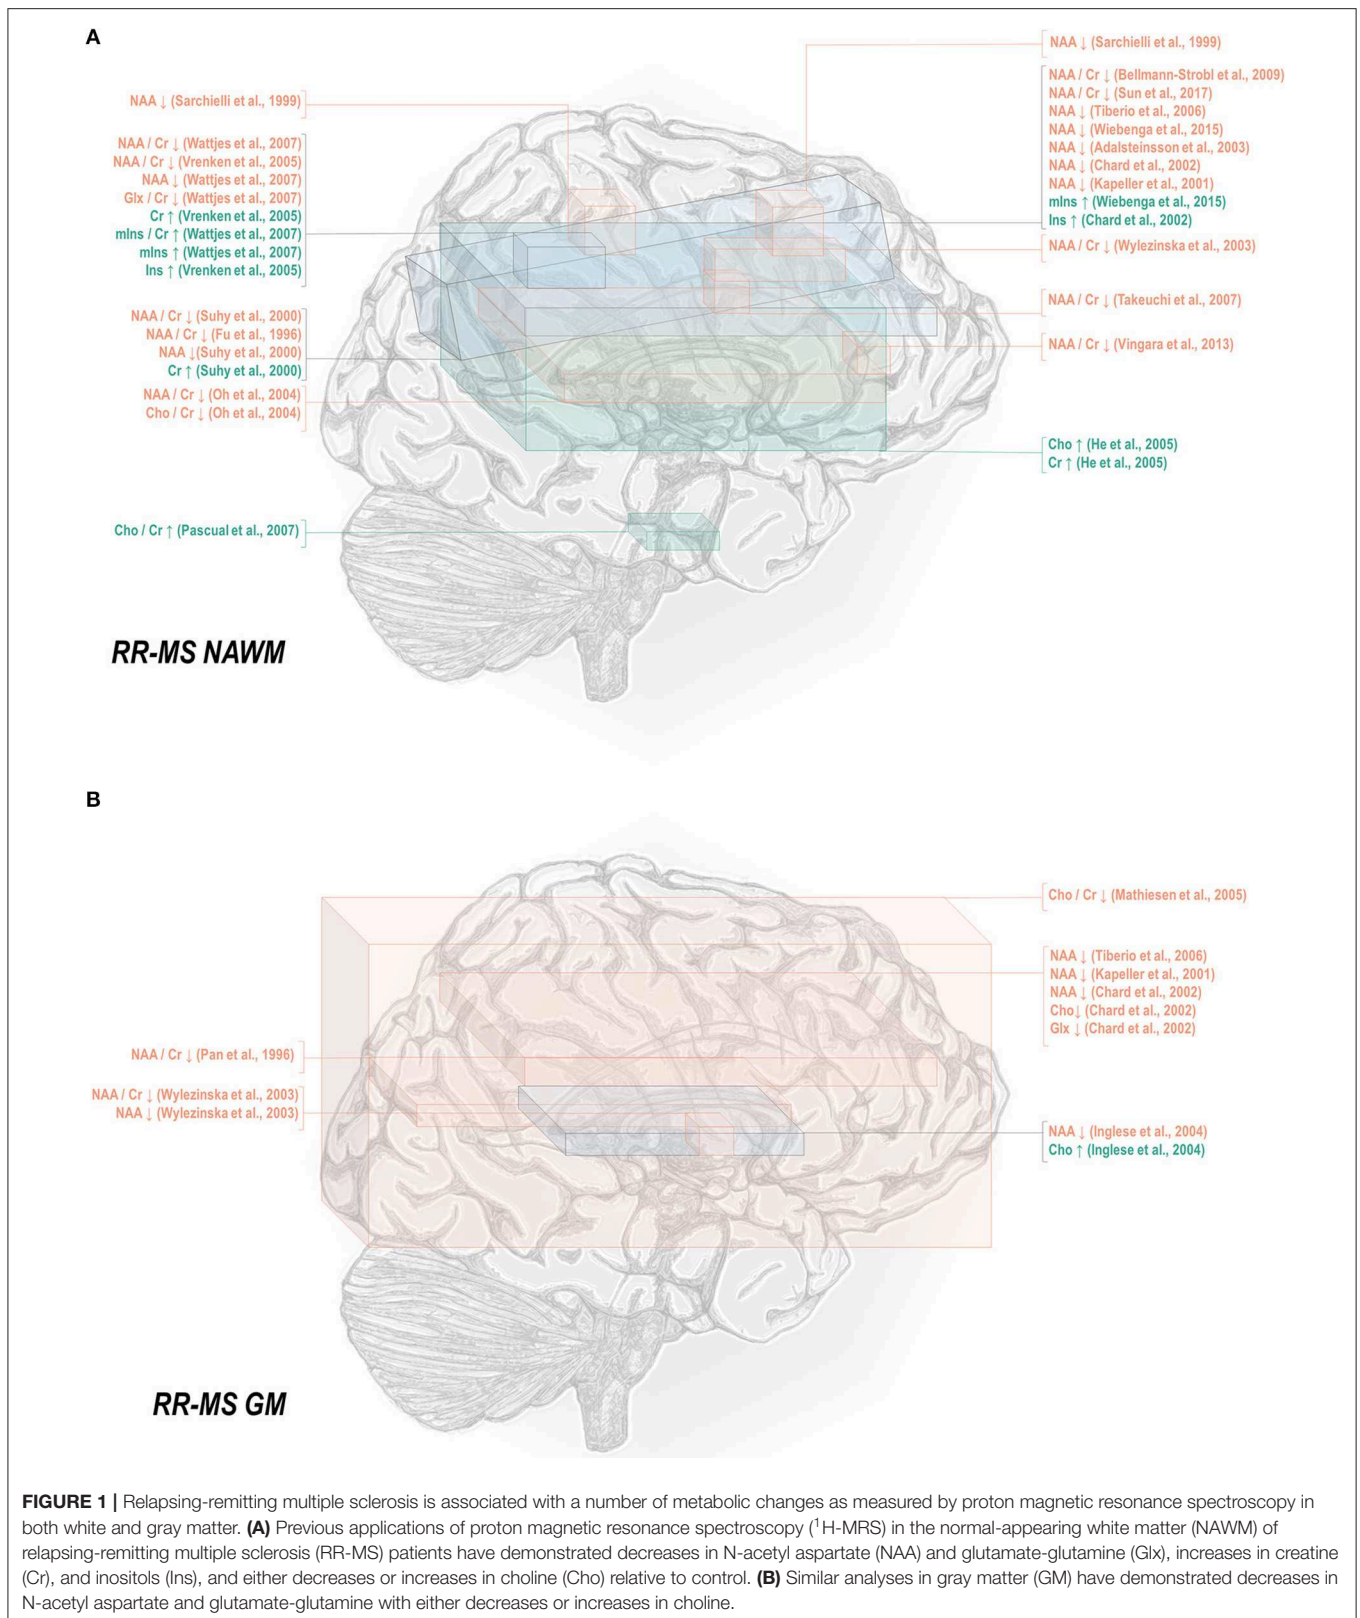 A
NAA ↓ (Sarchielli et al., 1999)
NAA / Cr ↓ (Wattjes et al., 2007)
NAA / Cr ↓ (Vrenken et al., 2005)
NAA ↓ (Wattjes et al., 2007)
Glx / Cr ↓ (Wattjes et al., 2007)
Cr ↑ (Vrenken et al., 2005)
mIns / Cr ↑ (Wattjes et al., 2007)
mIns ↑ (Wattjes et al., 2007)
Ins ↑ (Vrenken et al., 2005)
NAA / Cr ↓ (Suhy et al., 2000)
NAA / Cr ↓ (Fu et al., 1996)
NAA ↓(Suhy et al., 2000)
Cr ↑ (Suhy et al., 2000)
NAA / Cr ↓ (Oh et al., 2004)
Cho / Cr ↓ (Oh et al., 2004)
Cho / Cr ↑ (Pascual et al., 2007)
NAA ↓ (Sarchielli et al., 1999)
NAA / Cr ↓ (Bellmann-Strobl et al., 2009)
NAA / Cr ↓ (Sun et al., 2017)
NAA ↓ (Tiberio et al., 2006)
NAA ↓ (Wiebenga et al., 2015)
NAA ↓ (Adalsteinsson et al., 2003)
NAA ↓ (Chard et al., 2002)
NAA ↓ (Kapeller et al., 2001)
mIns ↑ (Wiebenga et al., 2015)
Ins ↑ (Chard et al., 2002)
NAA / Cr ↓ (Wylezinska et al., 2003)
NAA / Cr ↓ (Takeuchi et al., 2007)
NAA / Cr ↓ (Vingara et al., 2013)
Cho ↑ (He et al., 2005)
Cr ↑ (He et al., 2005)
RR-MS NAWM
B
NAA / Cr ↓ (Pan et al., 1996)
NAA / Cr ↓ (Wylezinska et al., 2003)
NAA ↓ (Wylezinska et al., 2003)
Cho / Cr ↓ (Mathiesen et al., 2005)
NAA ↓ (Tiberio et al., 2006)
NAA ↓ (Kapeller et al., 2001)
NAA ↓ (Chard et al., 2002)
Cho↓ (Chard et al., 2002)
Glx ↓ (Chard et al., 2002)
NAA ↓ (Inglese et al., 2004)
Cho ↑ (Inglese et al., 2004)
RR-MS GM
FIGURE 1 | Relapsing-remitting multiple sclerosis is associated with a number of metabolic changes as measured by proton magnetic resonance spectroscopy in
both white and gray matter. (A) Previous applications of proton magnetic resonance spectroscopy (¹H-MRS) in the normal-appearing white matter (NAWM) of
relapsing-remitting multiple sclerosis (RR-MS) patients have demonstrated decreases in N-acetyl aspartate (NAA) and glutamate-glutamine (Glx), increases in creatine
(Cr), and inositols (Ins), and either decreases or increases in choline (Cho) relative to control. (B) Similar analyses in gray matter (GM) have demonstrated decreases in
N-acetyl aspartate and glutamate-glutamine with either decreases or increases in choline.